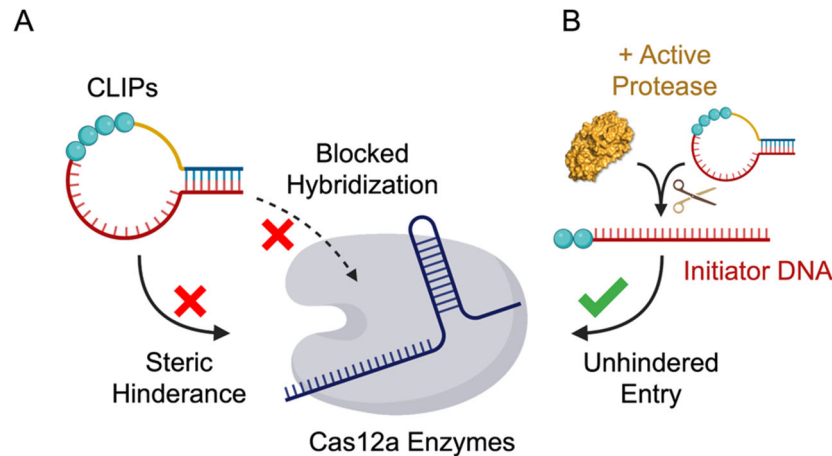 A
CLIPs
Blocked
Hybridization
Steric
Hinderance
Cas12a Enzymes
B
+ Active
Protease
Initiator DNA
Unhindered
Entry